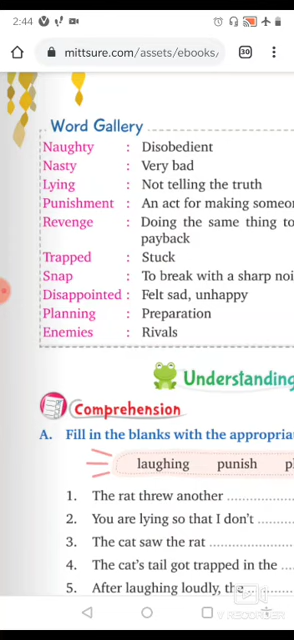 2:44
mittsure.com/assets/ebooks/
30
Word Gallery
Naughty : Disobedient
Nasty : Very bad
Lying : Not telling the truth
Punishment : An act for making someo
Revenge : Doing the same thing to
payback
Trapped : Stuck
Snap : To break with a sharp noi
Disappointed : Felt sad, unhappy
Planning : Preparation
Enemies : Rivals
Understanding
Comprehension
A. Fill in the blanks with the appropria
laughing punish p
1. The rat threw another ..................
2. You are lying so that I don't ..........
3. The cat saw the rat ......................
4. The cat's tail got trapped in the ....
5. After laughing loudly, the